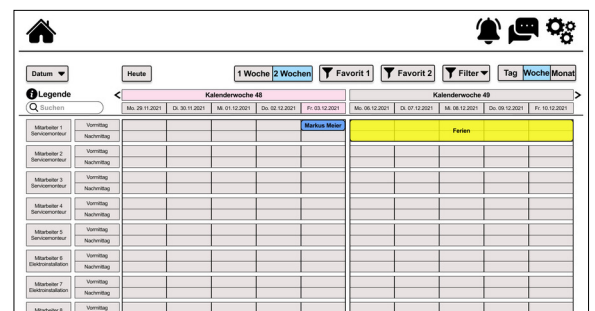 Datum
Heute
1 Woche 2 Wochen
Favorit 1
Favorit 2
Filter
Tag Woche Monat
i Legende
< Kalenderwoche 48
Kalenderwoche 49 >
Suchen
Mo. 29.11.2021 Di. 30.11.2021 Mi. 01.12.2021 Do. 02.12.2021 Fr. 03.12.2021
Mo. 06.12.2021 Di. 07.12.2021 Mi. 08.12.2021 Do. 09.12.2021 Fr. 10.12.2021
Mitarbeiter 1
Servicemonteur
Vormittag
Nachmittag
Markus Meier
Ferien
Mitarbeiter 2
Servicemonteur
Vormittag
Nachmittag
Mitarbeiter 3
Servicemonteur
Vormittag
Nachmittag
Mitarbeiter 4
Servicemonteur
Vormittag
Nachmittag
Mitarbeiter 5
Servicemonteur
Vormittag
Nachmittag
Mitarbeiter 6
Elektroinstallation
Vormittag
Nachmittag
Mitarbeiter 7
Elektroinstallation
Vormittag
Nachmittag
Mitarbeiter 8
Vormittag